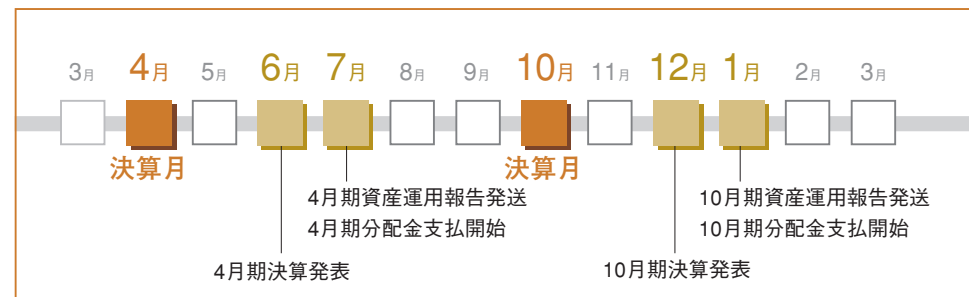 3月 4月 5月 6月 7月 8月 9月 10月 11月 12月 1月 2月 3月
決算月 決算月
4月期資産運用報告発送 10月期資産運用報告発送
4月期分配金支払開始 10月期分配金支払開始
4月期決算発表 10月期決算発表